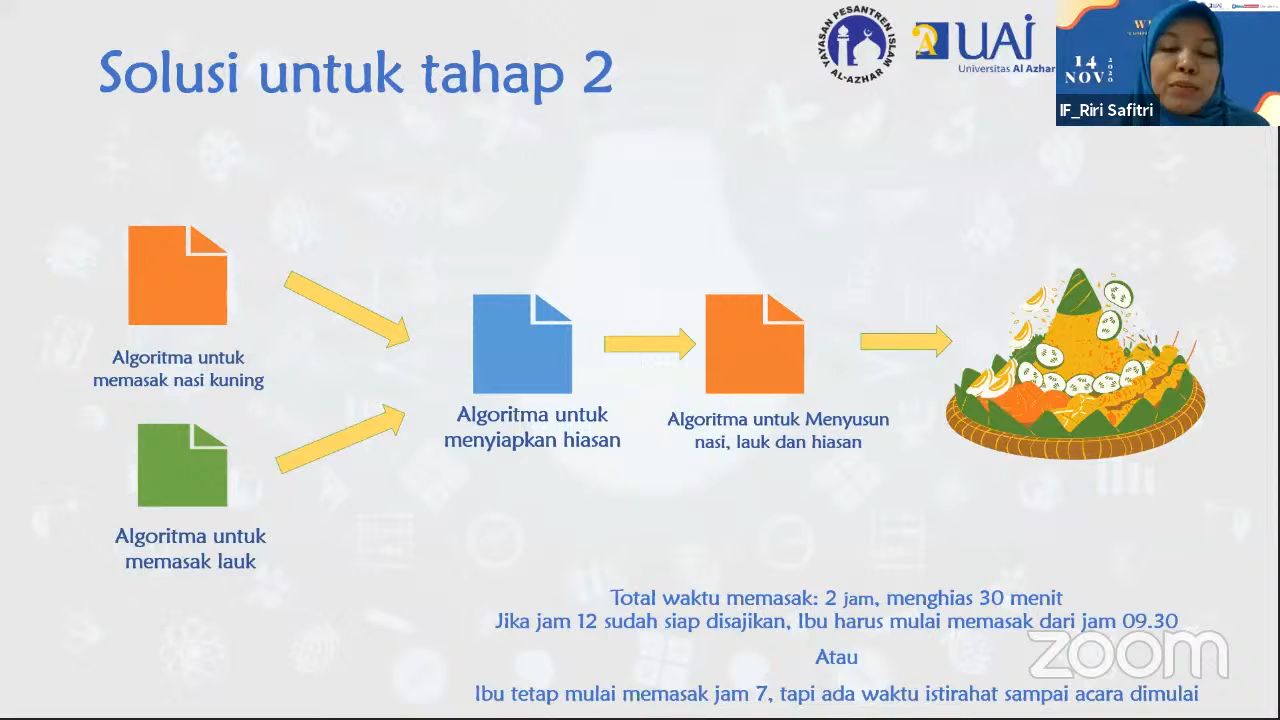 Solusi untuk tahap 2
YAYASAN PESANTREN ISLAM
AL-AZHAR
UAI
Universitas Al Azhar
14
NOV
2020
IF_Riri Safitri
Algoritma untuk
memasak nasi kuning
Algoritma untuk
memasak lauk
Algoritma untuk
menyiapkan hiasan
Algoritma untuk Menyusun
nasi, lauk dan hiasan
Total waktu memasak: 2 jam, menghias 30 menit
Jika jam 12 sudah siap disajikan, Ibu harus mulai memasak dari jam 09.30
Atau
Ibu tetap mulai memasak jam 7, tapi ada waktu istirahat sampai acara dimulai
zoom